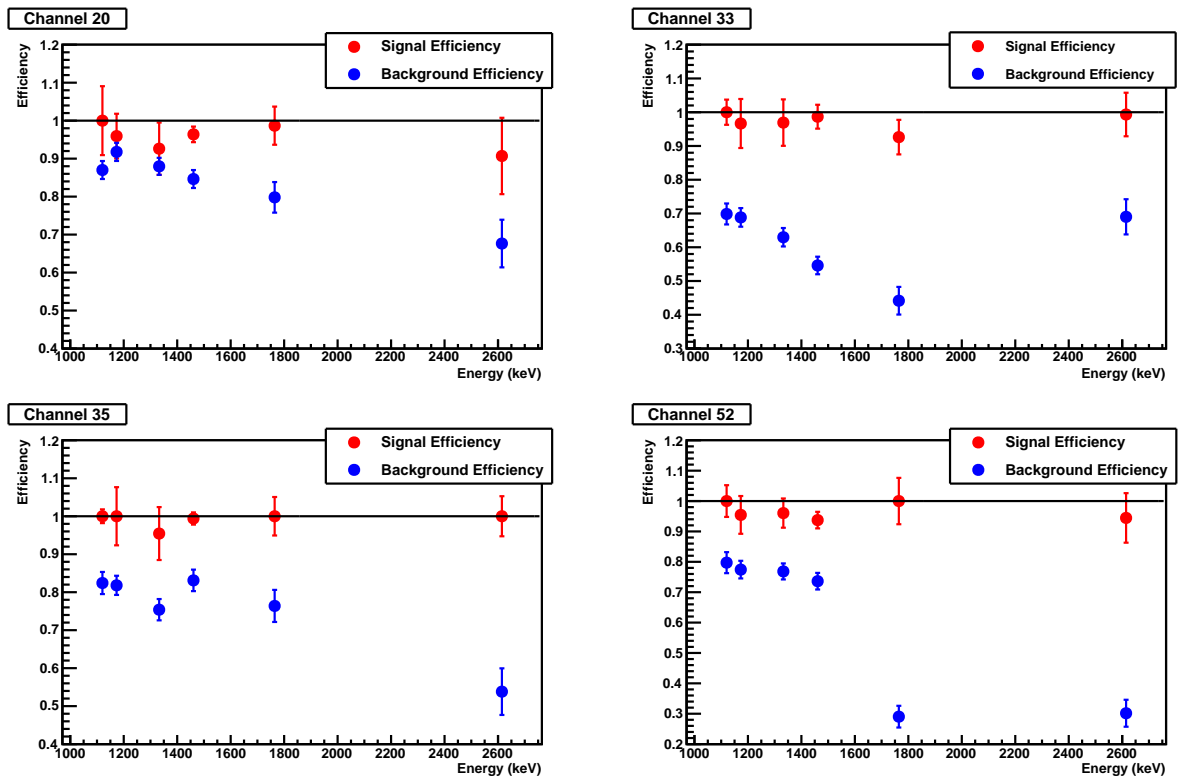 Channel 20
Efficiency
1.2
1.1
1
0.9
0.8
0.7
0.6
0.5
0.4
1000 1200 1400 1600 1800 2000 2200 2400 2600
Energy (keV)
Signal Efficiency
Background Efficiency
Channel 33
Efficiency
1.2
1.1
1
0.9
0.8
0.7
0.6
0.5
0.4
0.3
1000 1200 1400 1600 1800 2000 2200 2400 2600
Energy (keV)
Signal Efficiency
Background Efficiency
Channel 35
Efficiency
1.2
1.1
1
0.9
0.8
0.7
0.6
0.5
0.4
1000 1200 1400 1600 1800 2000 2200 2400 2600
Energy (keV)
Signal Efficiency
Background Efficiency
Channel 52
Efficiency
1.2
1.1
1
0.9
0.8
0.7
0.6
0.5
0.4
0.3
0.2
1000 1200 1400 1600 1800 2000 2200 2400 2600
Energy (keV)
Signal Efficiency
Background Efficiency